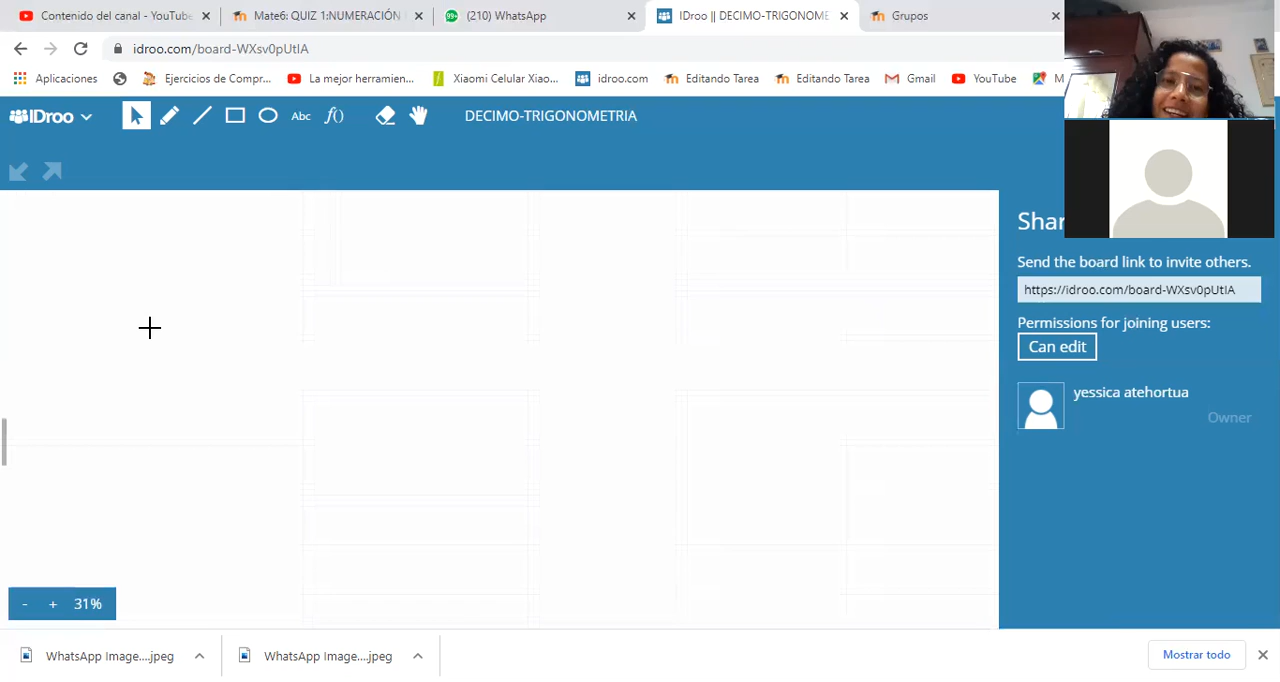 Contenido del canal - YouTube
Mate6: QUIZ 1:NUMERACIÓN
99+ (210) WhatsApp
IDroo || DECIMO-TRIGONOME
Grupos
idroo.com/board-WXsv0pUtIA
Aplicaciones
Ejercicios de Compr...
La mejor herramien...
Xiaomi Celular Xiao...
idroo.com
Editando Tarea
Editando Tarea
Gmail
YouTube
M
IDroo
Abc
f()
DECIMO-TRIGONOMETRIA
Send the board link to invite others.
https://idroo.com/board-WXsv0pUtIA
Permissions for joining users:
Can edit
yessica atehortua
Owner
- + 31%
WhatsApp Image....jpeg
WhatsApp Image....jpeg
Mostrar todo